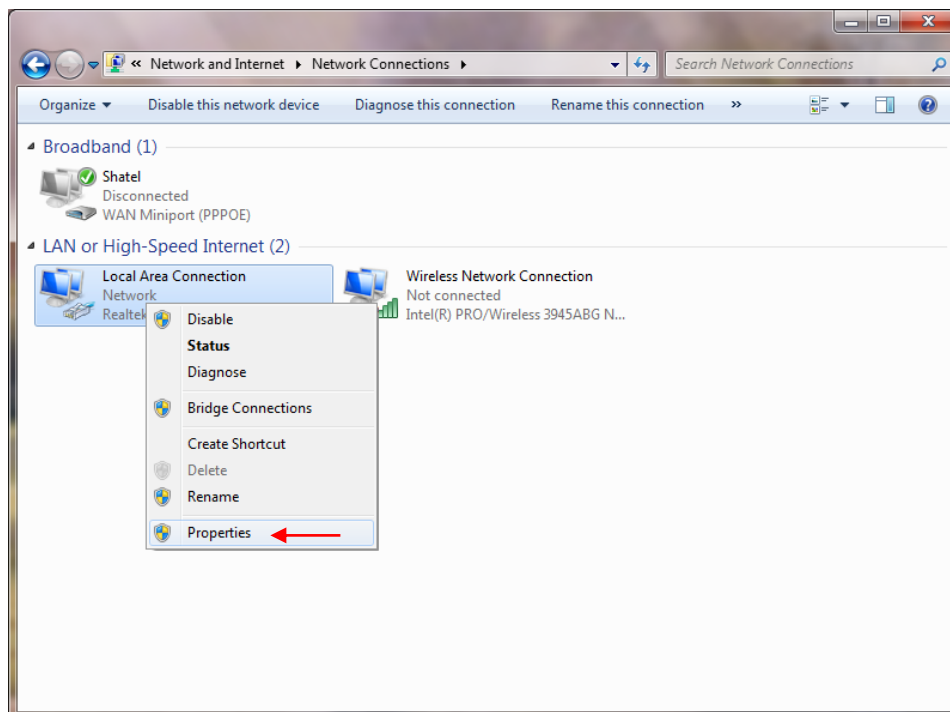 « Network and Internet Network Connections Search Network Connections
Organize Disable this network device Diagnose this connection Rename this connection »
Broadband (1)
Shatel
Disconnected
WAN Miniport (PPPOE)
LAN or High-Speed Internet (2)
Local Area Connection
Network
Realtek
Wireless Network Connection
Not connected
Intel(R) PRO/Wireless 3945ABG N...
Disable
Status
Diagnose
Bridge Connections
Create Shortcut
Delete
Rename
Properties